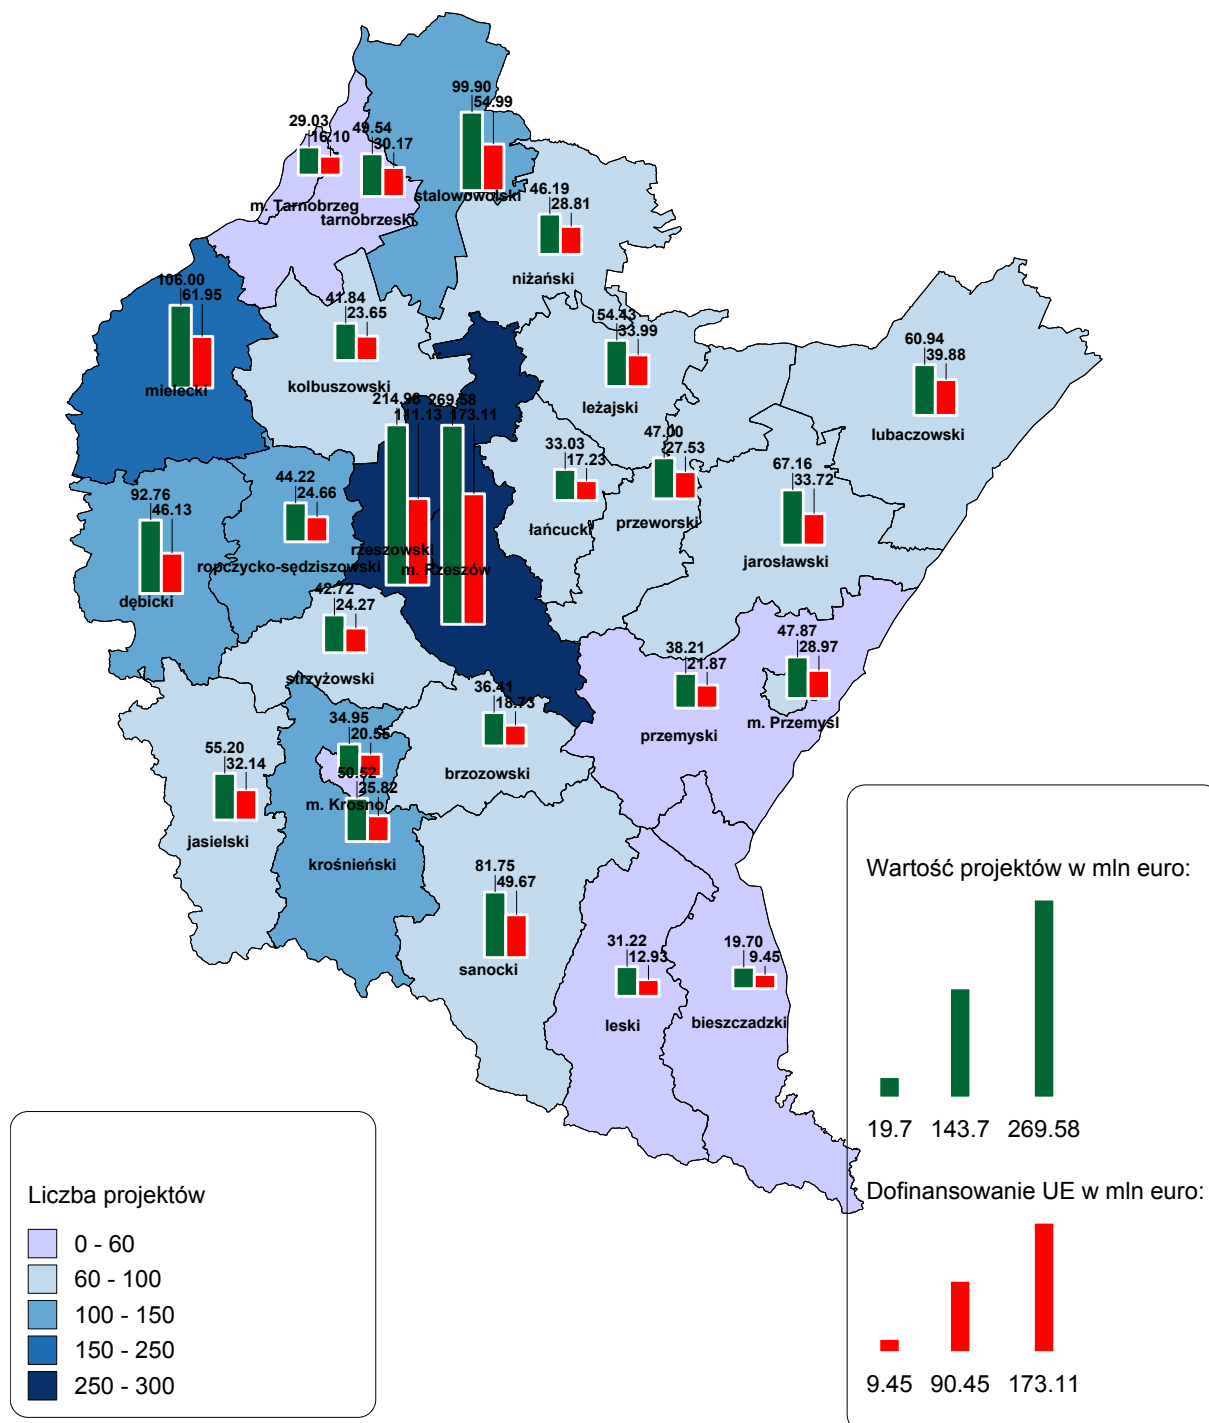 99.90
54.99
29.03
16.10
49.54
30.17
stalowowolski
m. Tarnobrzeg
tarnobrzeski
46.19
28.81
niżański
106.00
61.95
mielecki
41.84
23.65
kolbuszowski
54.43
33.99
leżajski
60.94
39.88
lubaczowski
214.98
111.13
269.58
173.11
rzeszowski
m. Rzeszów
33.03
17.23
łańcucki
47.00
27.53
przeworski
67.16
33.72
jarosławski
92.76
46.13
dębicki
44.22
24.66
ropczycko-sędziszowski
42.72
24.27
strzyżowski
38.21
21.87
przemyski
47.87
28.97
m. Przemyśl
36.41
18.73
brzozowski
34.95
20.55
m. Krosno
50.52
25.82
krośnieński
55.20
32.14
jasielski
81.75
49.67
sanocki
31.22
12.93
leski
19.70
9.45
bieszczadzki
Wartość projektów w mln euro:
19.7 143.7 269.58
Dofinansowanie UE w mln euro:
9.45 90.45 173.11
Liczba projektów
0 - 60
60 - 100
100 - 150
150 - 250
250 - 300